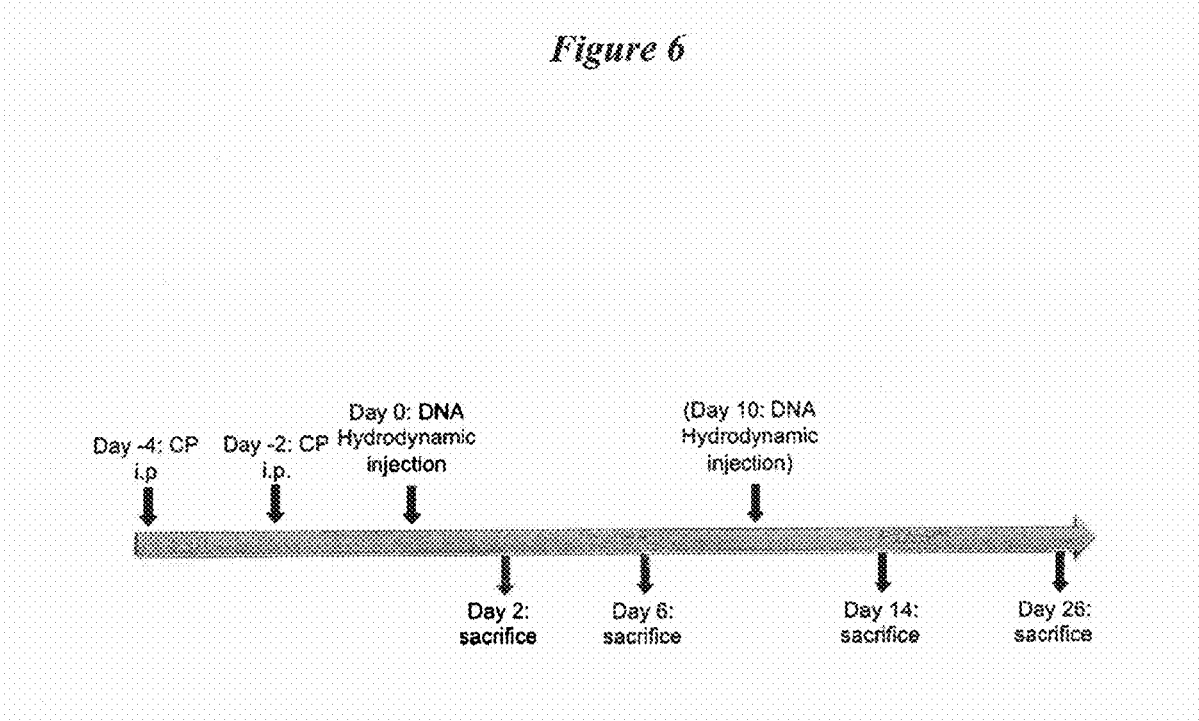 Figure 6
Day -4: CP
i.p
Day -2: CP
i.p.
Day 0: DNA
Hydrodynamic
injection
(Day 10: DNA
Hydrodynamic
injection)
Day 2:
sacrifice
Day 6:
sacrifice
Day 14:
sacrifice
Day 26:
sacrifice